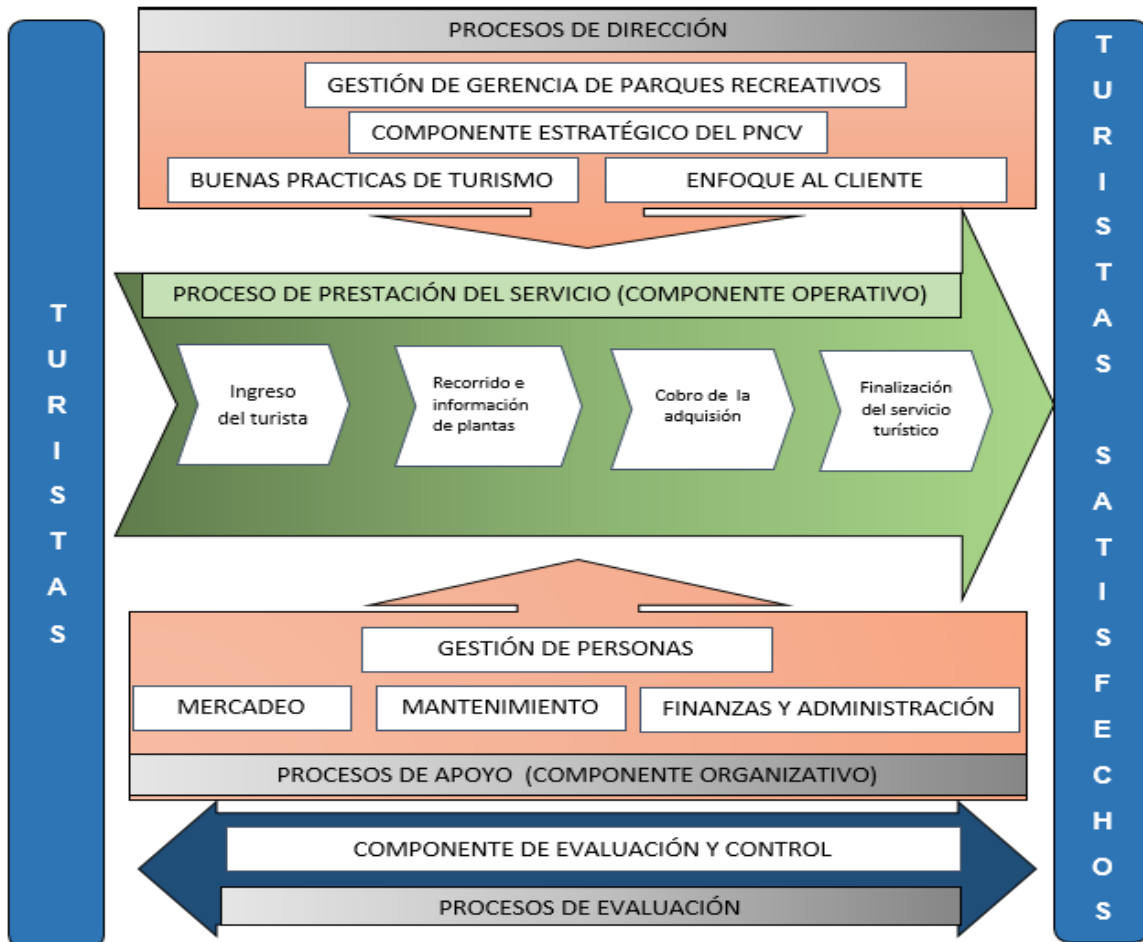 PROCESOS DE DIRECCIÓN
GESTIÓN DE GERENCIA DE PARQUES RECREATIVOS
COMPONENTE ESTRATÉGICO DEL PNCV
BUENAS PRACTICAS DE TURISMO
ENFOQUE AL CLIENTE
TURISTAS
PROCESO DE PRESTACIÓN DEL SERVICIO (COMPONENTE OPERATIVO)
Ingreso
del turista
Recorrido e
información
de plantas
Cobro de la
adquisión
Finalización
del servicio
turístico
TURISTAS SATISFECHOS
GESTIÓN DE PERSONAS
MERCADEO
MANTENIMIENTO
FINANZAS Y ADMINISTRACIÓN
PROCESOS DE APOYO (COMPONENTE ORGANIZATIVO)
COMPONENTE DE EVALUACIÓN Y CONTROL
PROCESOS DE EVALUACIÓN